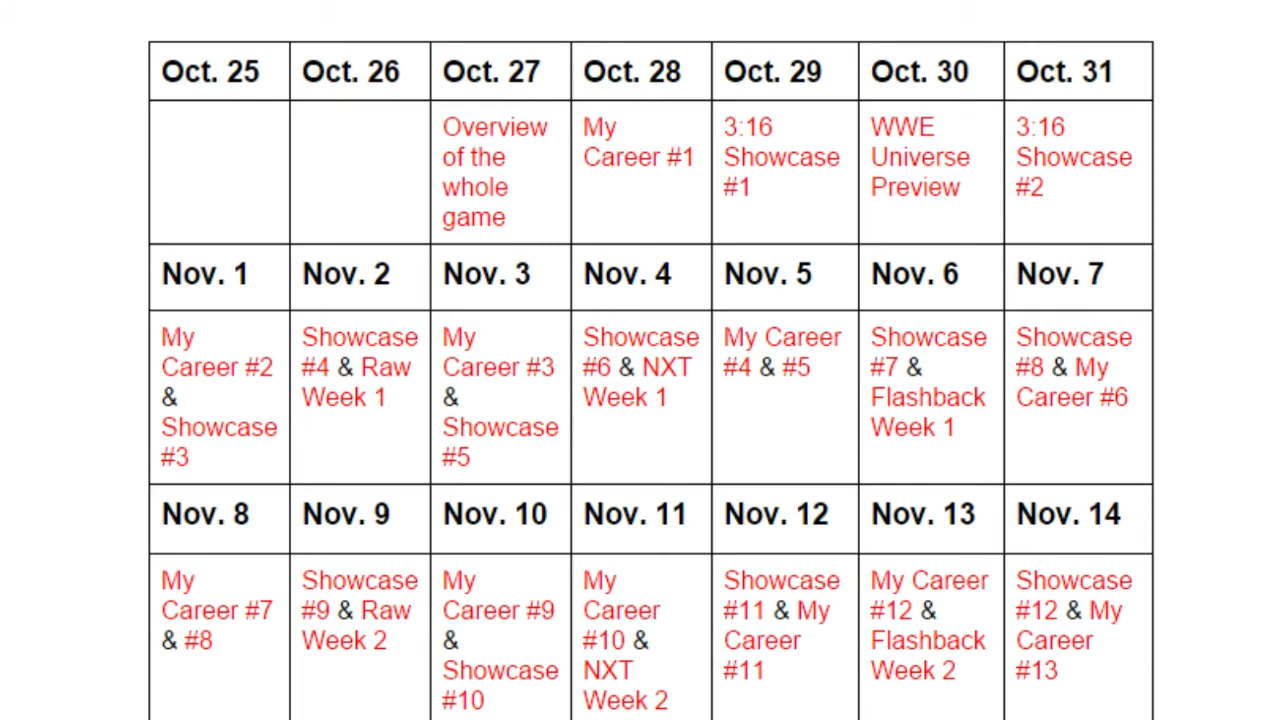 Oct. 25 Oct. 26 Oct. 27 Oct. 28 Oct. 29 Oct. 30 Oct. 31
Overview
of the
whole
game
My
Career #1
3:16
Showcase
#1
WWE
Universe
Preview
3:16
Showcase
#2
Nov. 1 Nov. 2 Nov. 3 Nov. 4 Nov. 5 Nov. 6 Nov. 7
My
Career #2
&
Showcase
#3
Showcase
#4 & Raw
Week 1
My
Career #3
&
Showcase
#5
Showcase
#6 & NXT
Week 1
My Career
#4 & #5
Showcase
#7 &
Flashback
Week 1
Showcase
#8 & My
Career #6
Nov. 8 Nov. 9 Nov. 10 Nov. 11 Nov. 12 Nov. 13 Nov. 14
My
Career #7
& #8
Showcase
#9 & Raw
Week 2
My
Career #9
&
Showcase
#10
My
Career
#10 &
NXT
Week 2
Showcase
#11 & My
Career
#11
My Career
#12 &
Flashback
Week 2
Showcase
#12 & My
Career
#13